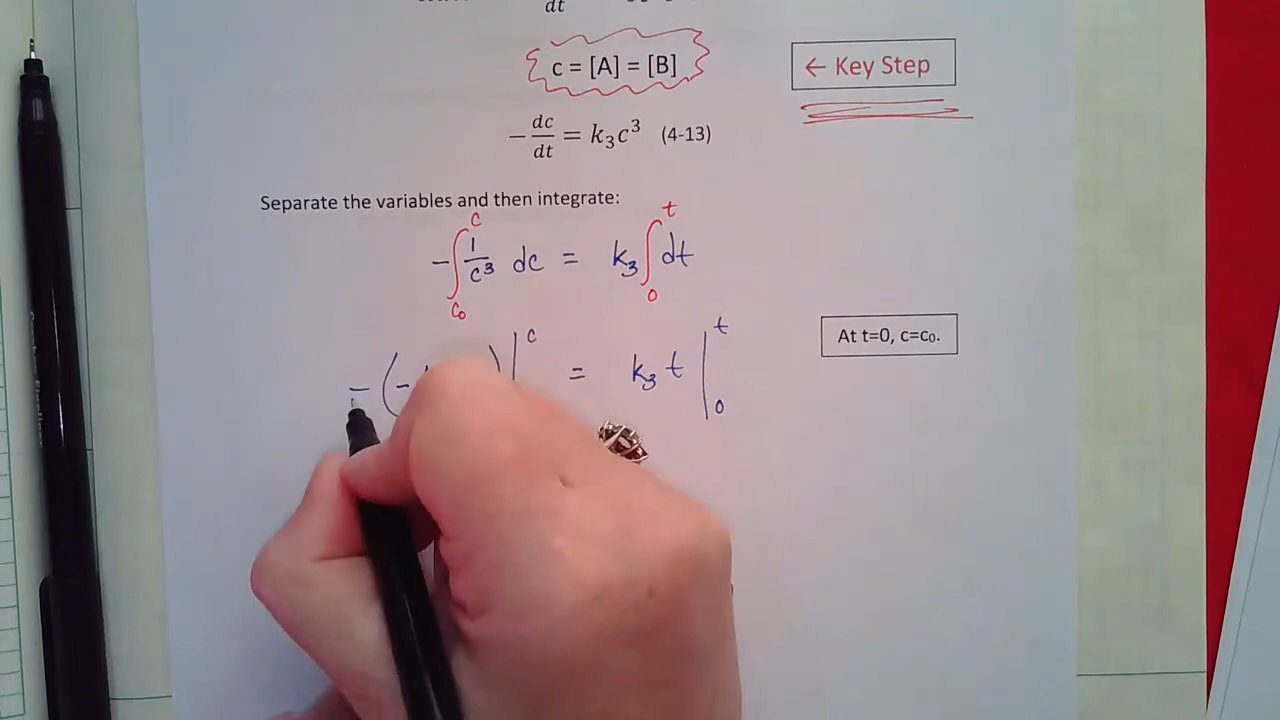 dt
c = [A] = [B]
← Key Step
− dc/dt = k₃c³ (4-13)
Separate the variables and then integrate:
− ∫_{c₀}^{c} 1/c³ dc = k₃ ∫_{0}^{t} dt
At t=0, c=c₀.
− (− ) |^{c} = k₃ t |_{0}^{t}